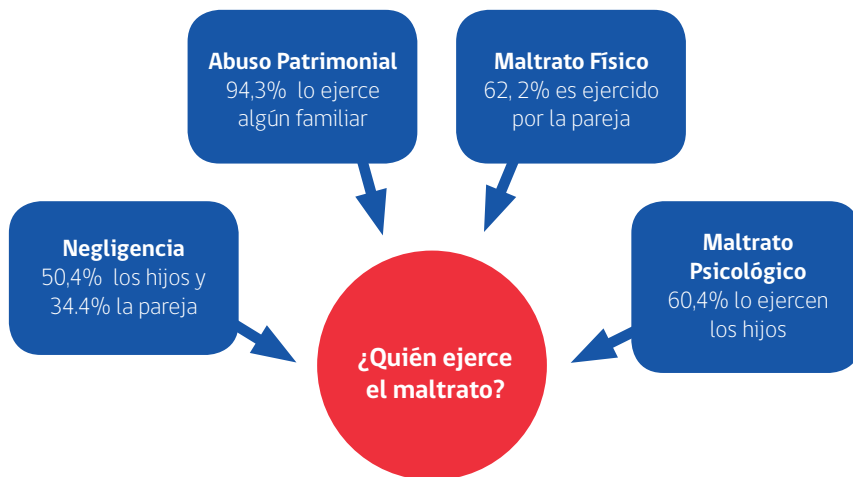 Abuso Patrimonial
94,3% lo ejerce
algún familiar
Maltrato Físico
62, 2% es ejercido
por la pareja
Negligencia
50,4% los hijos y
34.4% la pareja
Maltrato
Psicológico
60,4% lo ejercen
los hijos
¿Quién ejerce
el maltrato?